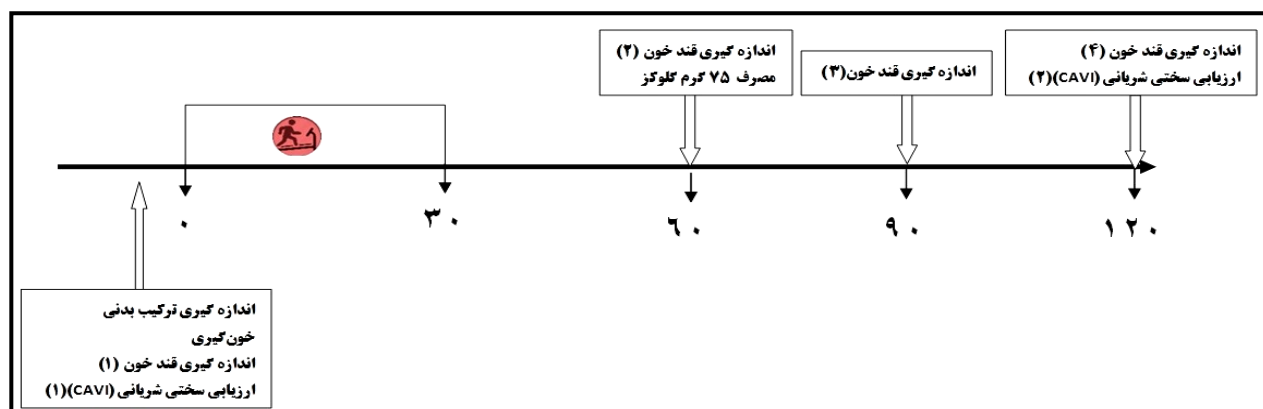 اندازه گیری قند خون (۲)
مصرف ۷۵ گرم گلوکز
اندازه گیری قند خون(۳)
اندازه گیری قند خون (۴)
ارزیابی سختی شریانی (CAVI)(۲)
۰
۳۰
۶۰
۹۰
۱۲۰
اندازه گیری ترکیب بدنی
خون‌گیری
اندازه گیری قند خون (۱)
ارزیابی سختی شریانی (CAVI)(۱)